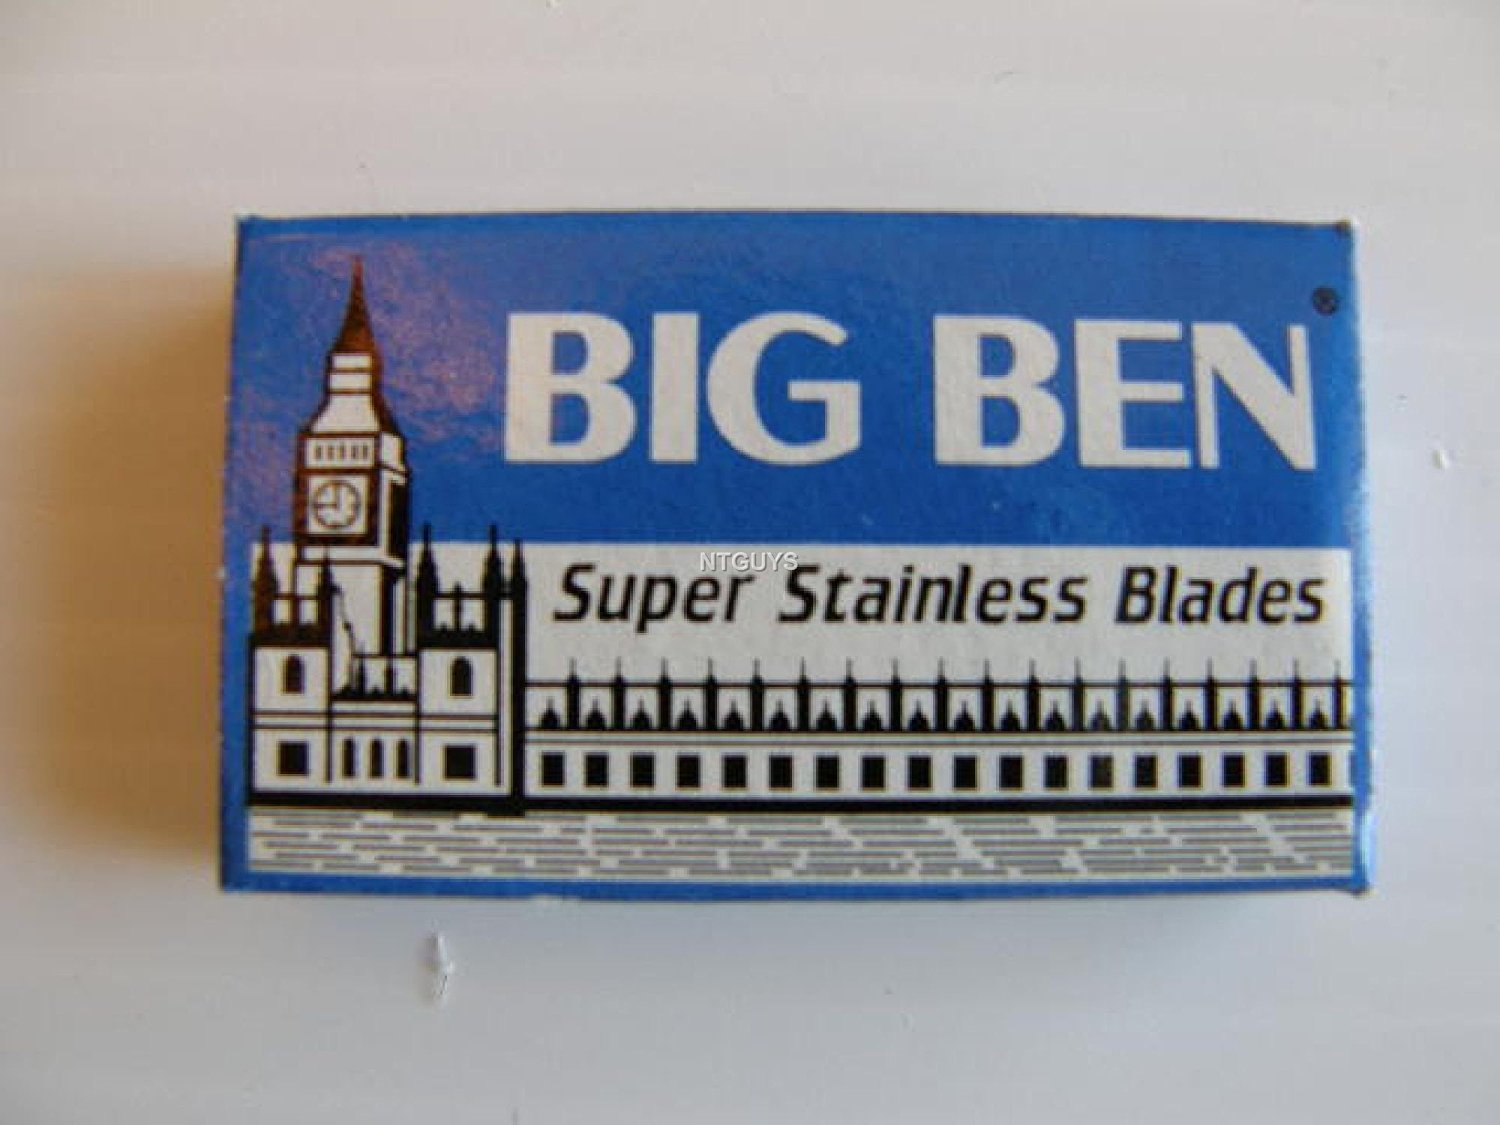 BIG BEN ®
NTGUYS
Super Stainless Blades